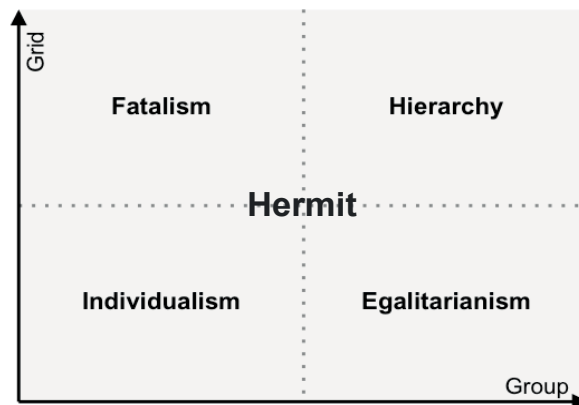 Grid
Fatalism
Hierarchy
Hermit
Individualism
Egalitarianism
Group